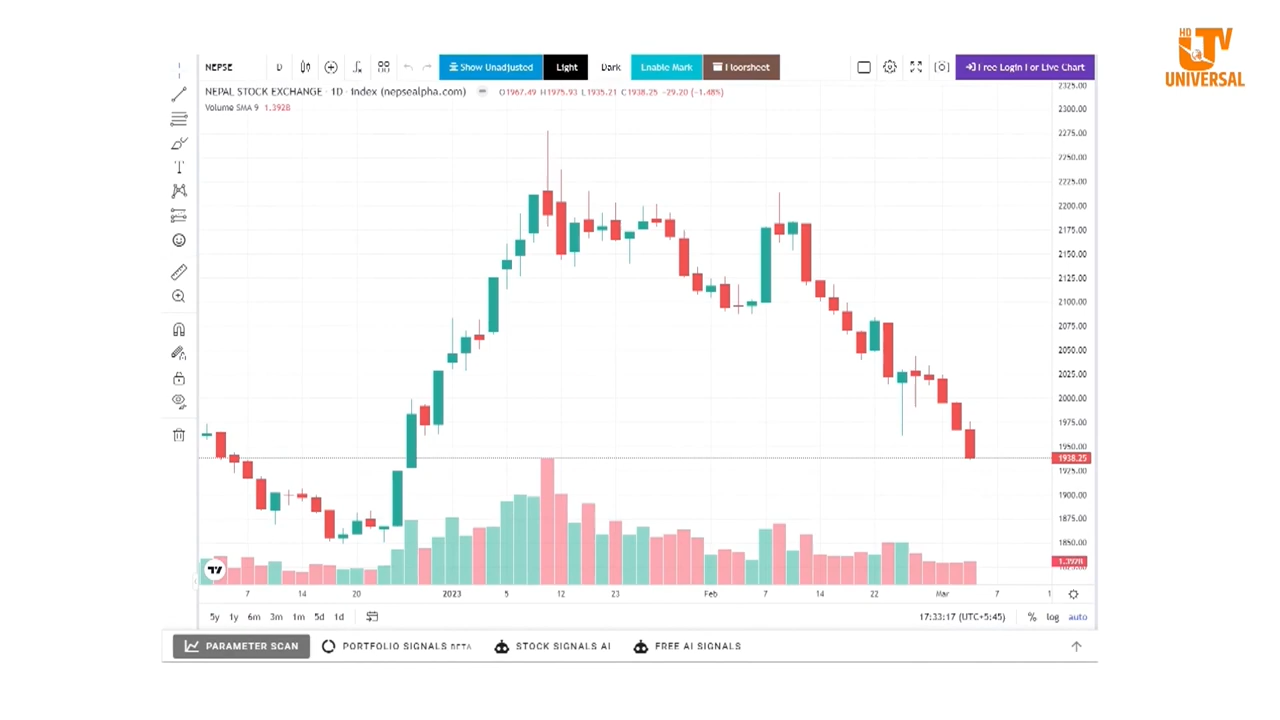 HD
UTV
UNIVERSAL
NEPSE D Show Unadjusted Light Dark Enable Mark Floorsheet Free Login For Live Chart
NEPAL STOCK EXCHANGE · 1D · Index (nepsealpha.com) O1967.49 H1975.93 L1935.21 C1938.25 -29.20 (-1.48%)
Volume SMA 9 1.392B
2325.00
2300.00
2275.00
2250.00
2225.00
2200.00
2175.00
2150.00
2125.00
2100.00
2075.00
2050.00
2025.00
2000.00
1975.00
1950.00
1938.25
1925.00
1900.00
1875.00
1850.00
1.392B
7 14 20 2023 5 12 23 Feb 7 14 22 Mar 7 1
5y 1y 6m 3m 1m 5d 1d 17:33:17 (UTC+5:45) % log auto
PARAMETER SCAN PORTFOLIO SIGNALS BETA STOCK SIGNALS AI FREE AI SIGNALS